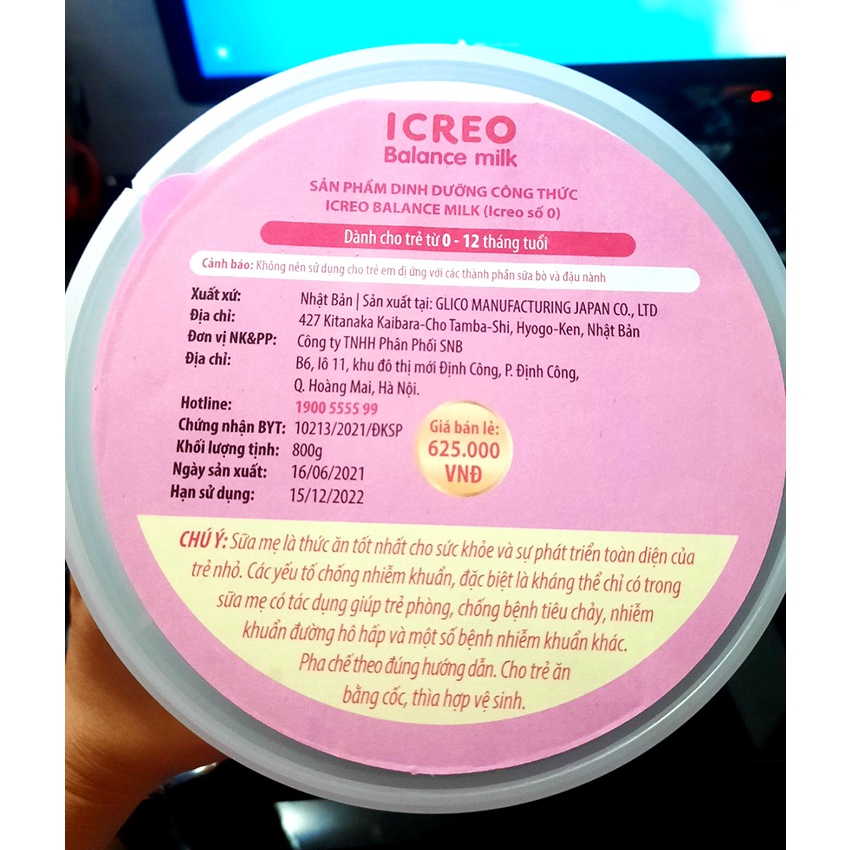 ICREO
Balance milk
SẢN PHẨM DINH DƯỠNG CÔNG THỨC
ICREO BALANCE MILK (Icreo số 0)
Dành cho trẻ từ 0 - 12 tháng tuổi
Cảnh báo: Không nên sử dụng cho trẻ em dị ứng với các thành phần sữa bò và đậu nành
Xuất xứ: Nhật Bản | Sản xuất tại: GLICO MANUFACTURING JAPAN CO., LTD
Địa chỉ: 427 Kitanaka Kaibara-Cho Tamba-Shi, Hyogo-Ken, Nhật Bản
Đơn vị NK&PP: Công ty TNHH Phân Phối SNB
Địa chỉ: B6, lô 11, khu đô thị mới Định Công, P. Định Công,
Q. Hoàng Mai, Hà Nội.
Hotline: 1900 5555 99
Chứng nhận BYT: 10213/2021/ĐKSP
Khối lượng tịnh: 800g
Ngày sản xuất: 16/06/2021
Hạn sử dụng: 15/12/2022
Giá bán lẻ:
625.000
VNĐ
CHÚ Ý: Sữa mẹ là thức ăn tốt nhất cho sức khỏe và sự phát triển toàn diện của
trẻ nhỏ. Các yếu tố chống nhiễm khuẩn, đặc biệt là kháng thể chỉ có trong
sữa mẹ có tác dụng giúp trẻ phòng, chống bệnh tiêu chảy, nhiễm
khuẩn đường hô hấp và một số bệnh nhiễm khuẩn khác.
Pha chế theo đúng hướng dẫn. Cho trẻ ăn
bằng cốc, thìa hợp vệ sinh.